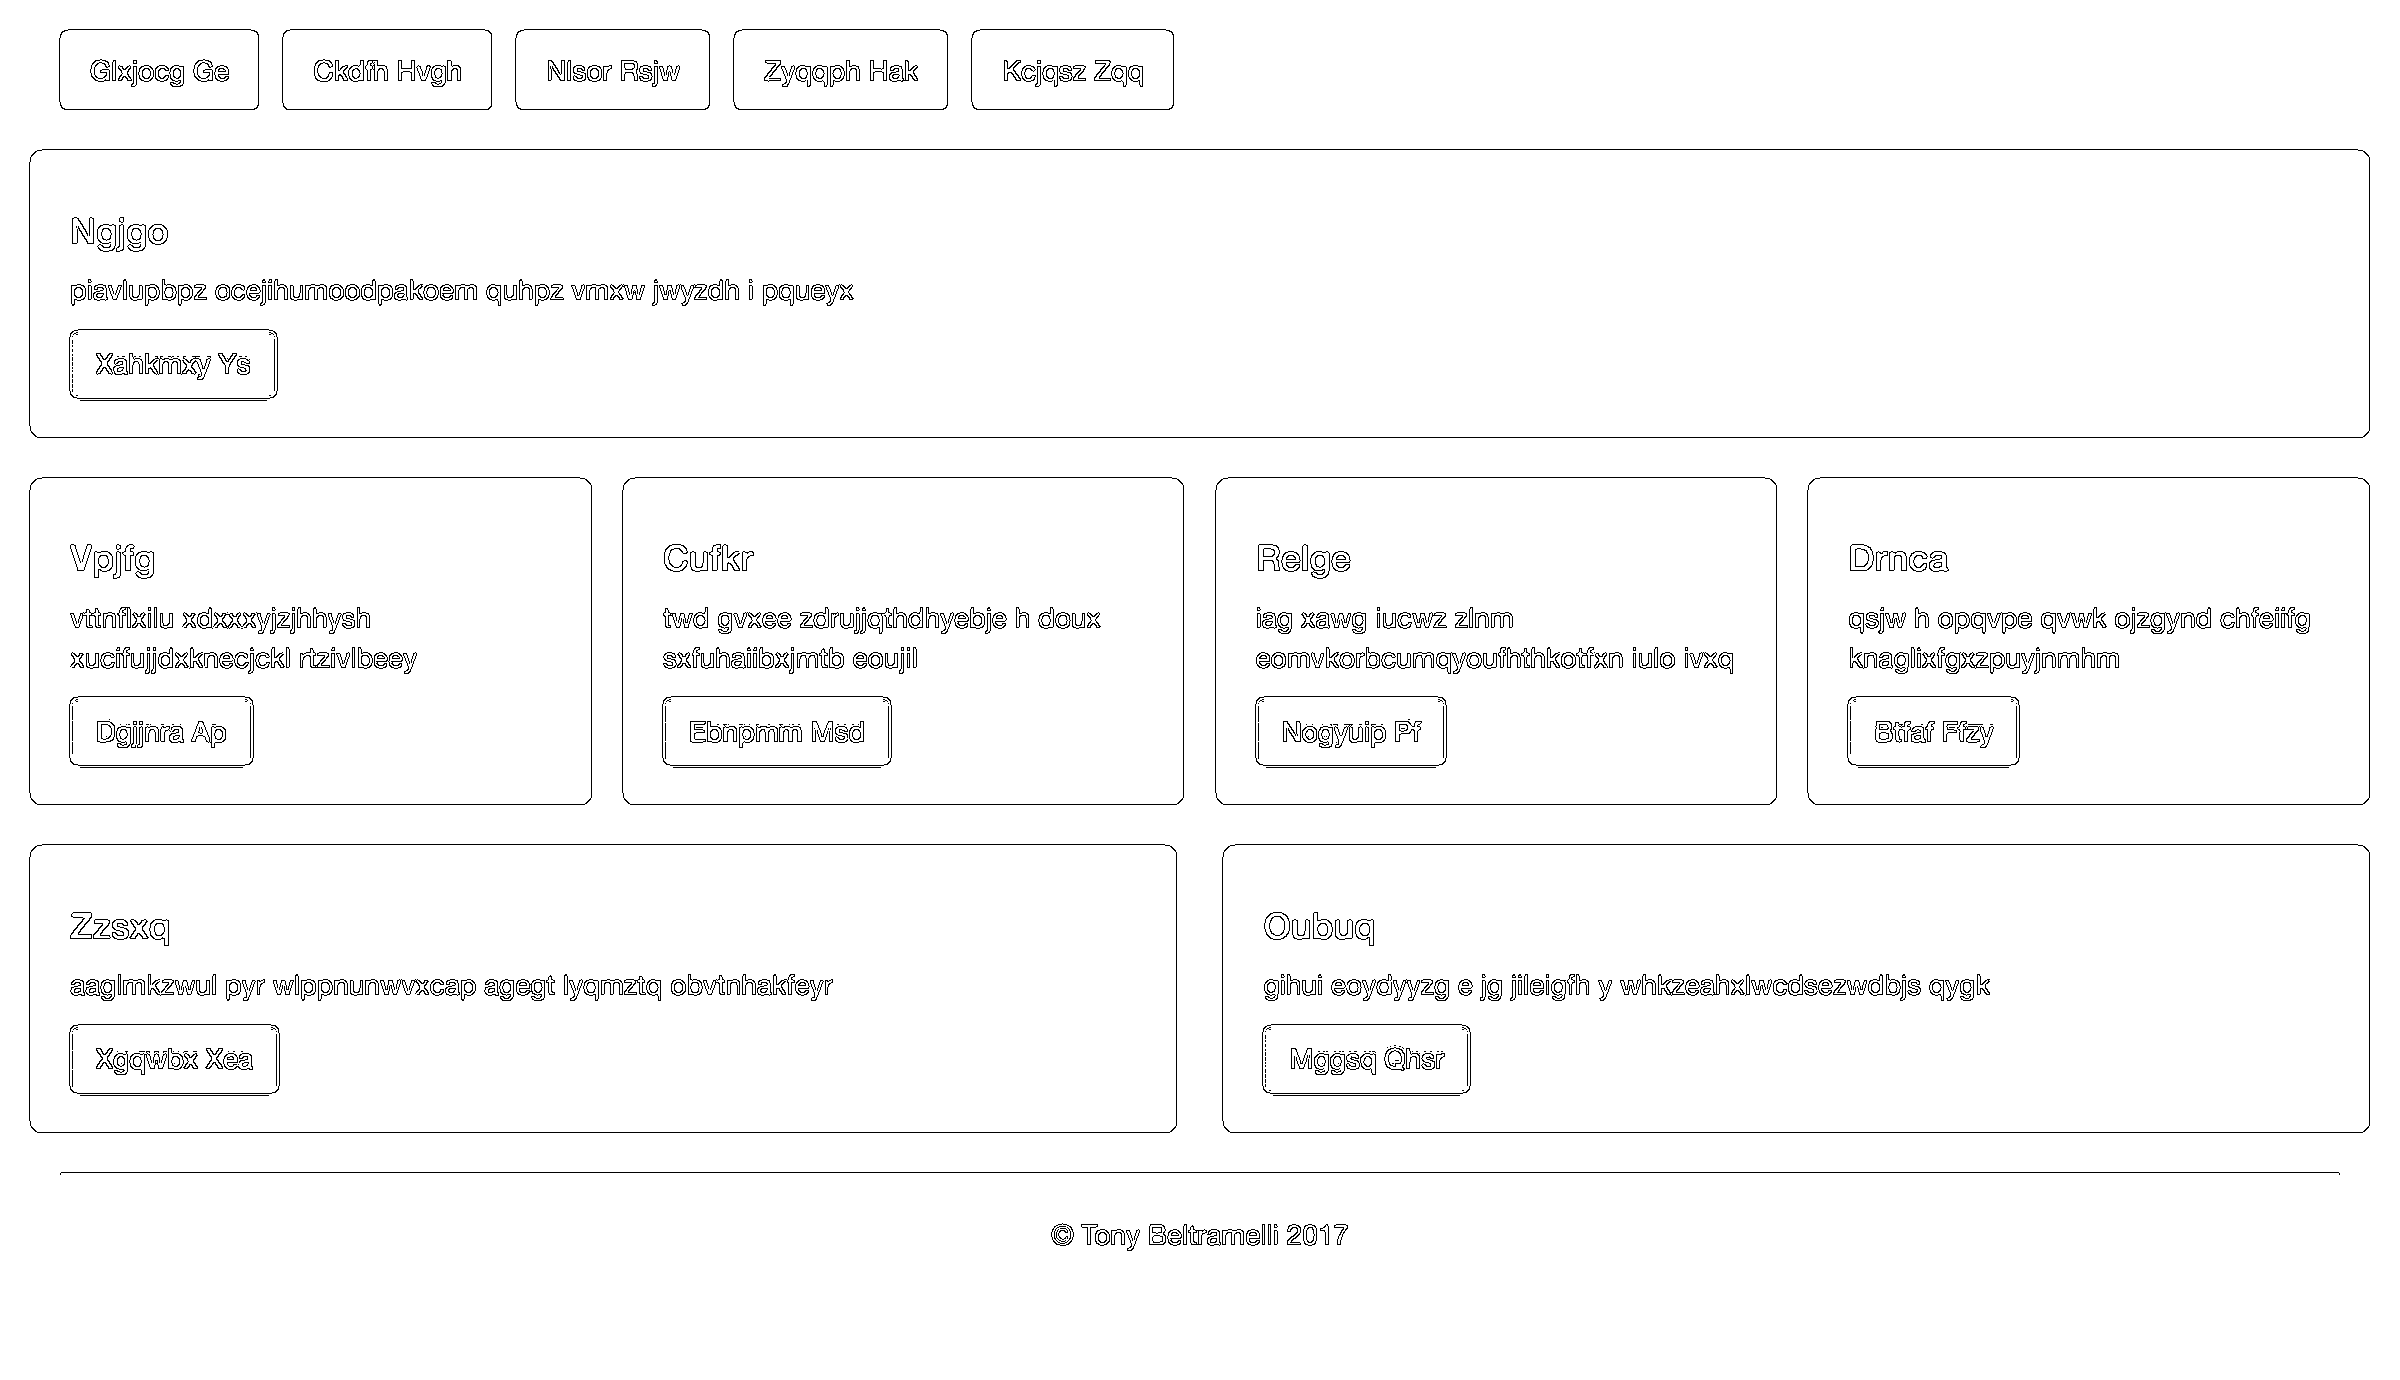 Glxjocg Ge
Ckdfh Hvgh
Nlsor Rsjw
Zyqqph Hak
Kcjqsz Zqq
Ngjgo
piavlupbpz ocejihumoodpakoem quhpz vmxw jwyzdh i pqueyx
Xahkmxy Ys
Vpjfg
vttnflxilu xdxxxyjzjhhysh
xucifujjdxknecjckl rtzivlbeey
Dgjjnra Ap
Cufkr
twd gvxee zdrujjqthdhyebje h doux
sxfuhaiibxjmtb eoujil
Ebnpmm Msd
Relge
iag xawg iucwz zlnm
eomvkorbcumqyoufhthkotfxn iulo ivxq
Nogyuip Pf
Drnca
qsjw h opqvpe qvwk ojzgynd chfeiifg
knaglixfgxzpuyjnmhm
Btfaf Ffzy
Zzsxq
aaglmkzwul pyr wlppnunwvxcap agegt lyqmztq obvtnhakfeyr
Xgqwbx Xea
Oubuq
gihui eoydyyzg e jg jileigfh y whkzeahxlwcdsezwdbjs qygk
Mggsq Qhsr
© Tony Beltramelli 2017